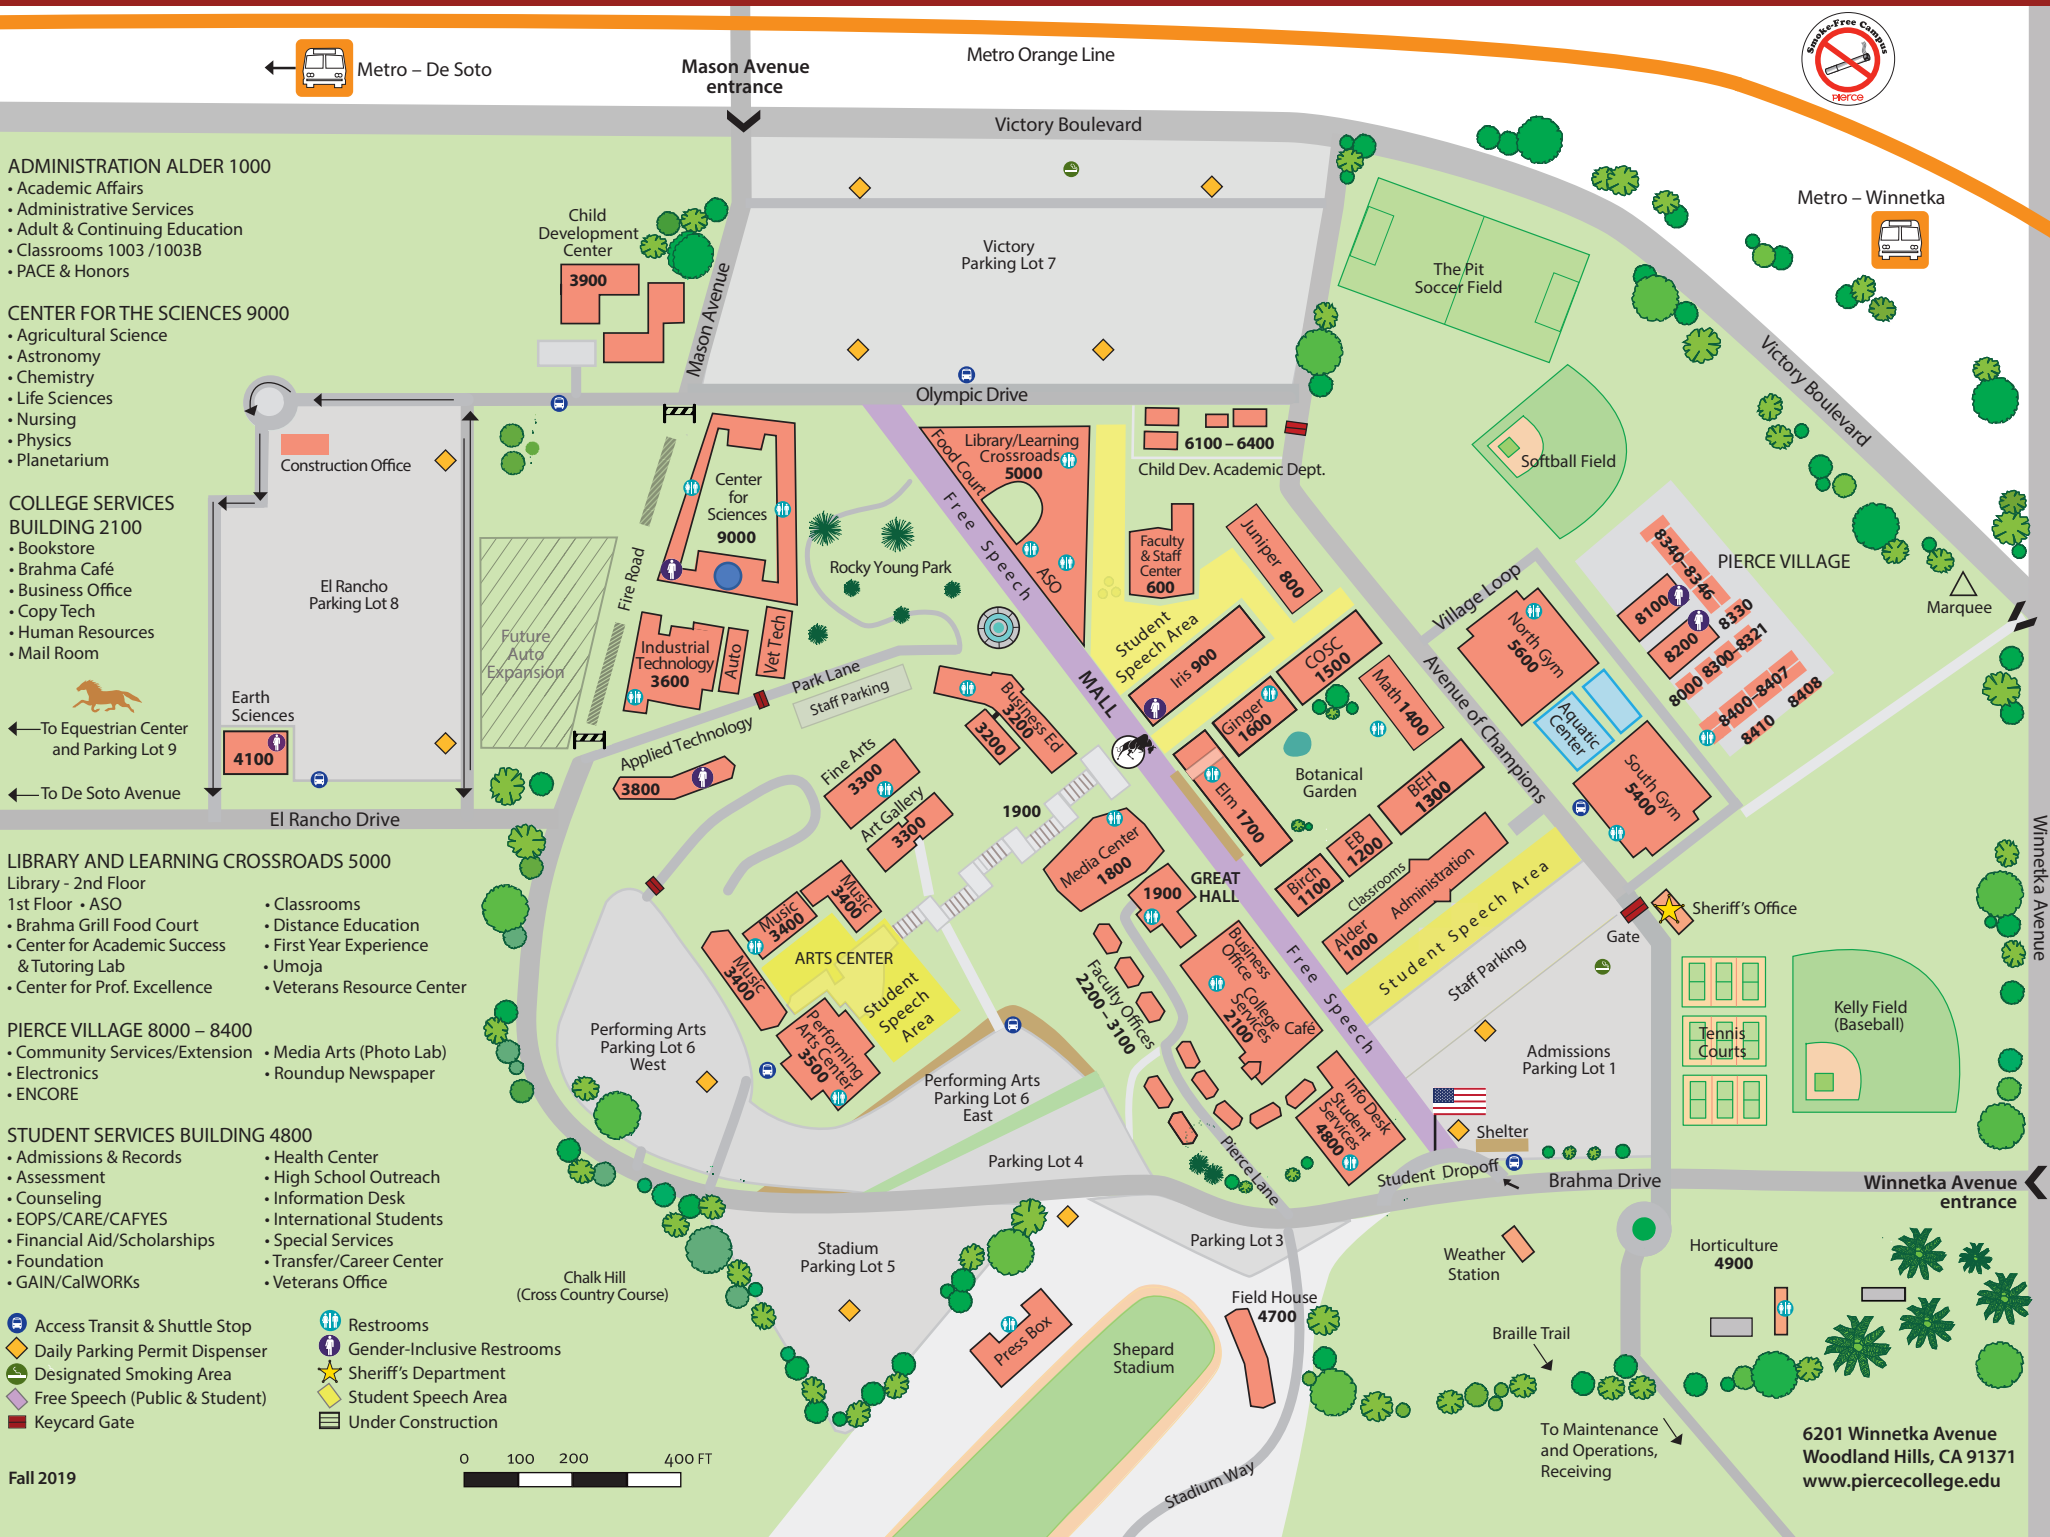 Metro – De Soto
Mason Avenue
entrance
Metro Orange Line
Smoke-Free Campus
PIerce
Victory Boulevard
Metro – Winnetka
ADMINISTRATION ALDER 1000
• Academic Affairs
• Administrative Services
• Adult & Continuing Education
• Classrooms 1003 /1003B
• PACE & Honors
CENTER FOR THE SCIENCES 9000
• Agricultural Science
• Astronomy
• Chemistry
• Life Sciences
• Nursing
• Physics
• Planetarium
COLLEGE SERVICES
BUILDING 2100
• Bookstore
• Brahma Café
• Business Office
• Copy Tech
• Human Resources
• Mail Room
To Equestrian Center
and Parking Lot 9
To De Soto Avenue
Child
Development
Center
3900
Mason Avenue
Victory
Parking Lot 7
The Pit
Soccer Field
Victory Boulevard
Olympic Drive
Construction Office
El Rancho
Parking Lot 8
Earth
Sciences
4100
El Rancho Drive
Future
Auto
Expansion
Fire Road
Center
for
Sciences
9000
Industrial
Technology
3600
Auto
Vet Tech
Rocky Young Park
Park Lane
Staff Parking
Applied Technology
3800
Food Court
Library/Learning
Crossroads
5000
ASO
Free Speech
MALL
6100 – 6400
Child Dev. Academic Dept.
Faculty
& Staff
Center
600
Juniper 800
Student
Speech Area
Iris 900
COSC
1500
Ginger
1600
Math 1400
Softball Field
Village Loop
North Gym
5600
Aquatic
Center
South Gym
5400
Avenue of Champions
PIERCE VILLAGE
8340–8346
8100
8200
8330
8300–8321
8000
8400–8407
8408
8410
Marquee
Business Ed
3200
3200
Fine Arts
3300
Art Gallery
3300
1900
Media Center
1800
Elm 1700
Botanical
Garden
BEH
1300
EB
1200
Birch
1100
Classrooms
Administration
Alder
1000
Student Speech Area
Staff Parking
Gate
Sheriff's Office
Winnetka Avenue
1900
GREAT
HALL
Music
3400
Music
3400
Music
3400
ARTS CENTER
Student
Speech
Area
Performing
Arts Center
3500
Faculty Offices
2200 – 3100
Business
Office
College
Services
2100
Café
Free Speech
Admissions
Parking Lot 1
Tennis
Courts
Kelly Field
(Baseball)
Performing Arts
Parking Lot 6
West
Performing Arts
Parking Lot 6
East
Parking Lot 4
Pierce Lane
Info Desk
Student
Services
4800
Shelter
Student Dropoff
Brahma Drive
Winnetka Avenue
entrance
LIBRARY AND LEARNING CROSSROADS 5000
Library - 2nd Floor
1st Floor • ASO
• Brahma Grill Food Court
• Center for Academic Success
& Tutoring Lab
• Center for Prof. Excellence
• Classrooms
• Distance Education
• First Year Experience
• Umoja
• Veterans Resource Center
PIERCE VILLAGE 8000 – 8400
• Community Services/Extension
• Electronics
• ENCORE
• Media Arts (Photo Lab)
• Roundup Newspaper
STUDENT SERVICES BUILDING 4800
• Admissions & Records
• Assessment
• Counseling
• EOPS/CARE/CAFYES
• Financial Aid/Scholarships
• Foundation
• GAIN/CalWORKs
• Health Center
• High School Outreach
• Information Desk
• International Students
• Special Services
• Transfer/Career Center
• Veterans Office
Access Transit & Shuttle Stop
Daily Parking Permit Dispenser
Designated Smoking Area
Free Speech (Public & Student)
Keycard Gate
Restrooms
Gender-Inclusive Restrooms
Sheriff's Department
Student Speech Area
Under Construction
Chalk Hill
(Cross Country Course)
Stadium
Parking Lot 5
Parking Lot 3
Press Box
Shepard
Stadium
Field House
4700
Weather
Station
Horticulture
4900
Braille Trail
To Maintenance
and Operations,
Receiving
Stadium Way
0 100 200 400 FT
Fall 2019
6201 Winnetka Avenue
Woodland Hills, CA 91371
www.piercecollege.edu